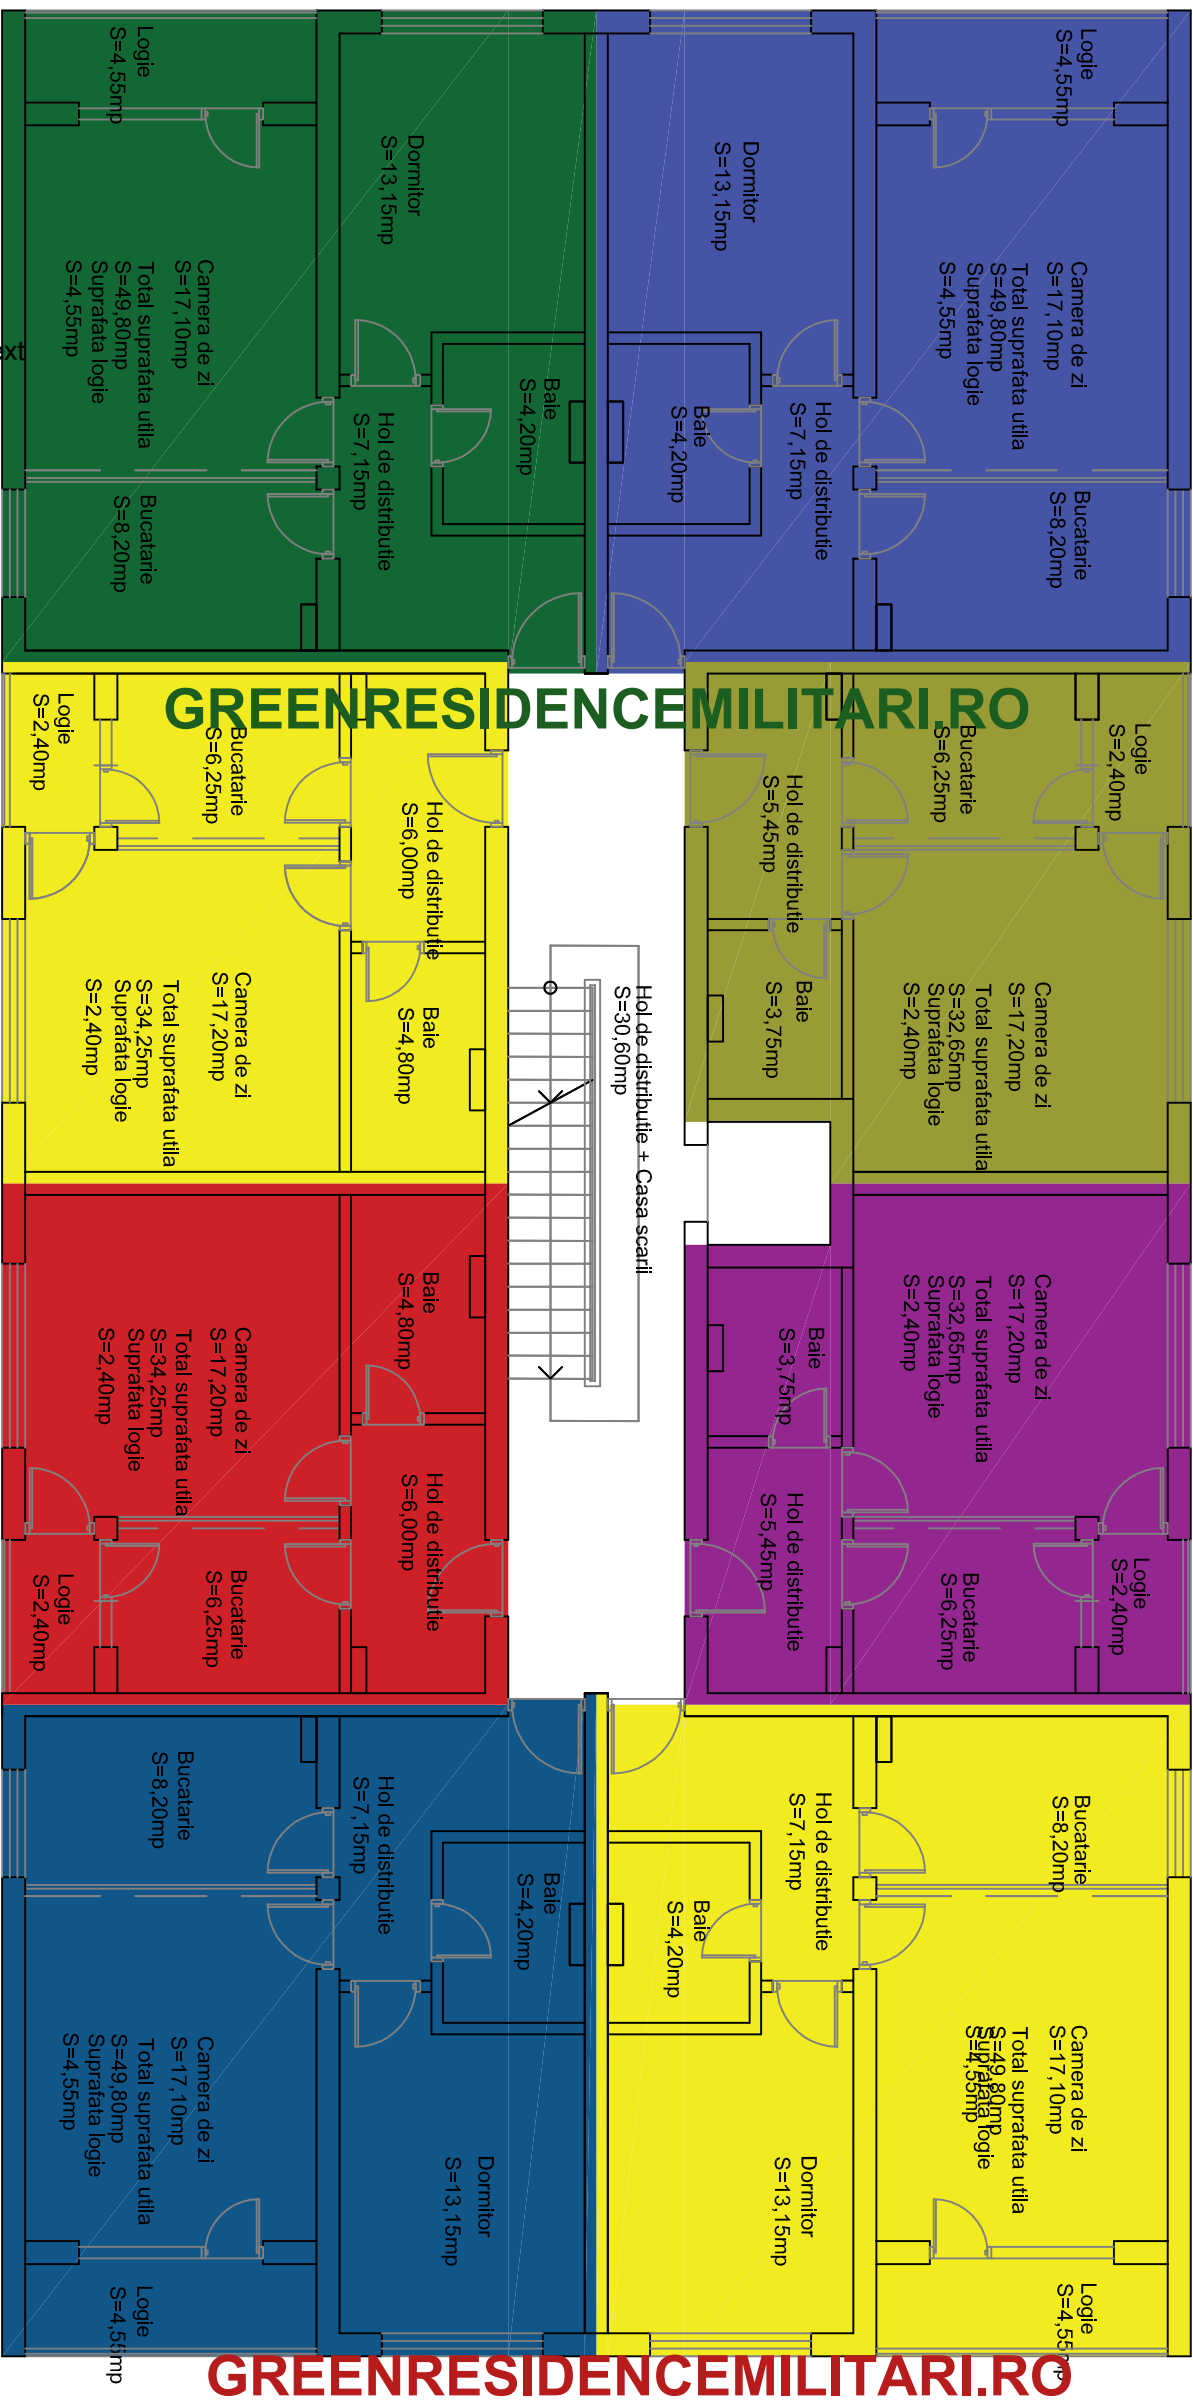 Logie
S=4,55mp
Dormitor
S=13,15mp
Camera de zi
S=17,10mp
Total suprafata utila
S=49,80mp
Suprafata logie
S=4,55mp
Baie
S=4,20mp
Hol de distributie
S=7,15mp
Bucatarie
S=8,20mp
xt
Logie
S=4,55mp
Dormitor
S=13,15mp
Camera de zi
S=17,10mp
Total suprafata utila
S=49,80mp
Suprafata logie
S=4,55mp
Baie
S=4,20mp
Hol de distributie
S=7,15mp
Bucatarie
S=8,20mp
GREENRESIDENCEMILITARI.RO
Logie
S=2,40mp
Bucatarie
S=6,25mp
Hol de distributie
S=6,00mp
Camera de zi
S=17,20mp
Total suprafata utila
S=34,25mp
Suprafata logie
S=2,40mp
Baie
S=4,80mp
Hol de distributie + Casa scarii
S=30,60mp
Logie
S=2,40mp
Bucatarie
S=6,25mp
Hol de distributie
S=5,45mp
Baie
S=3,75mp
Camera de zi
S=17,20mp
Total suprafata utila
S=32,65mp
Suprafata logie
S=2,40mp
Baie
S=4,80mp
Camera de zi
S=17,20mp
Total suprafata utila
S=34,25mp
Suprafata logie
S=2,40mp
Hol de distributie
S=6,00mp
Bucatarie
S=6,25mp
Logie
S=2,40mp
Camera de zi
S=17,20mp
Total suprafata utila
S=32,65mp
Suprafata logie
S=2,40mp
Baie
S=3,75mp
Hol de distributie
S=5,45mp
Bucatarie
S=6,25mp
Logie
S=2,40mp
Bucatarie
S=8,20mp
Hol de distributie
S=7,15mp
Baie
S=4,20mp
Camera de zi
S=17,10mp
Total suprafata utila
S=49,80mp
Suprafata logie
S=4,55mp
Dormitor
S=13,15mp
Logie
S=4,55mp
Bucatarie
S=8,20mp
Hol de distributie
S=7,15mp
Baie
S=4,20mp
Camera de zi
S=17,10mp
Total suprafata utila
S=49,80mp
Suprafata logie
S=4,55mp
Dormitor
S=13,15mp
Logie
S=4,55mp
GREENRESIDENCEMILITARI.RO